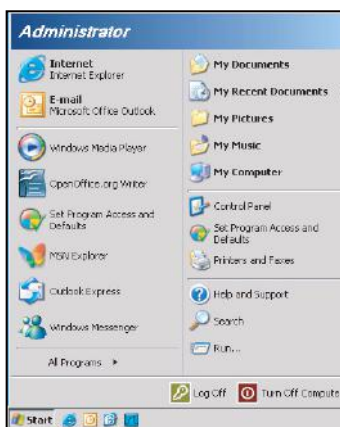 Administrator
Internet
Internet Explorer
E-mail
Microsoft Office Outlook
Windows Media Player
OpenOffice.org Writer
Set Program Access and
Defaults
MSN Explorer
Outlook Express
Windows Messenger
All Programs
My Documents
My Recent Documents
My Pictures
My Music
My Computer
Control Panel
Set Program Access and
Defaults
Printers and Faxes
Help and Support
Search
Run...
Log Off
Turn Off Compute
Start